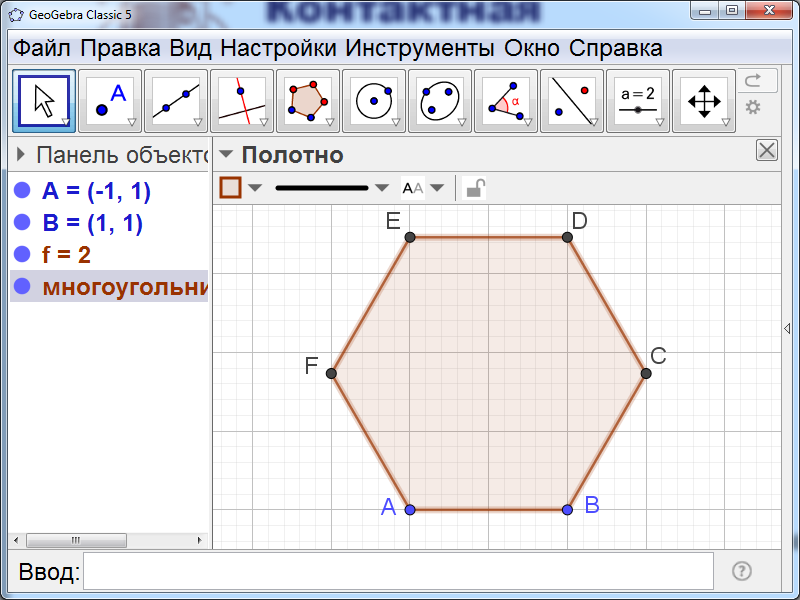 Контактная
GeoGebra Classic 5
Файл Правка Вид Настройки Инструменты Окно Справка
A
α
a = 2
Панель объекто
Полотно
AA
A = (-1, 1)
B = (1, 1)
f = 2
многоугольни
E
D
F
C
A
B
Ввод:
?